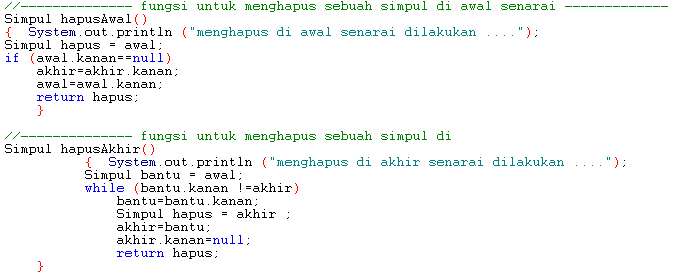 //-------------- fungsi untuk menghapus sebuah simpul di awal senarai -------------
Simpul hapusAwal()
{  System.out.println ("menghapus di awal senarai dilakukan ....");
Simpul hapus = awal;
if (awal.kanan==null)
akhir=akhir.kanan;
awal=awal.kanan;
return hapus;
}
//-------------- fungsi untuk menghapus sebuah simpul di
Simpul hapusAkhir()
{  System.out.println ("menghapus di akhir senarai dilakukan ....");
Simpul bantu = awal;
while (bantu.kanan !=akhir)
bantu=bantu.kanan;
Simpul hapus = akhir ;
akhir=bantu;
akhir.kanan=null;
return hapus;
}